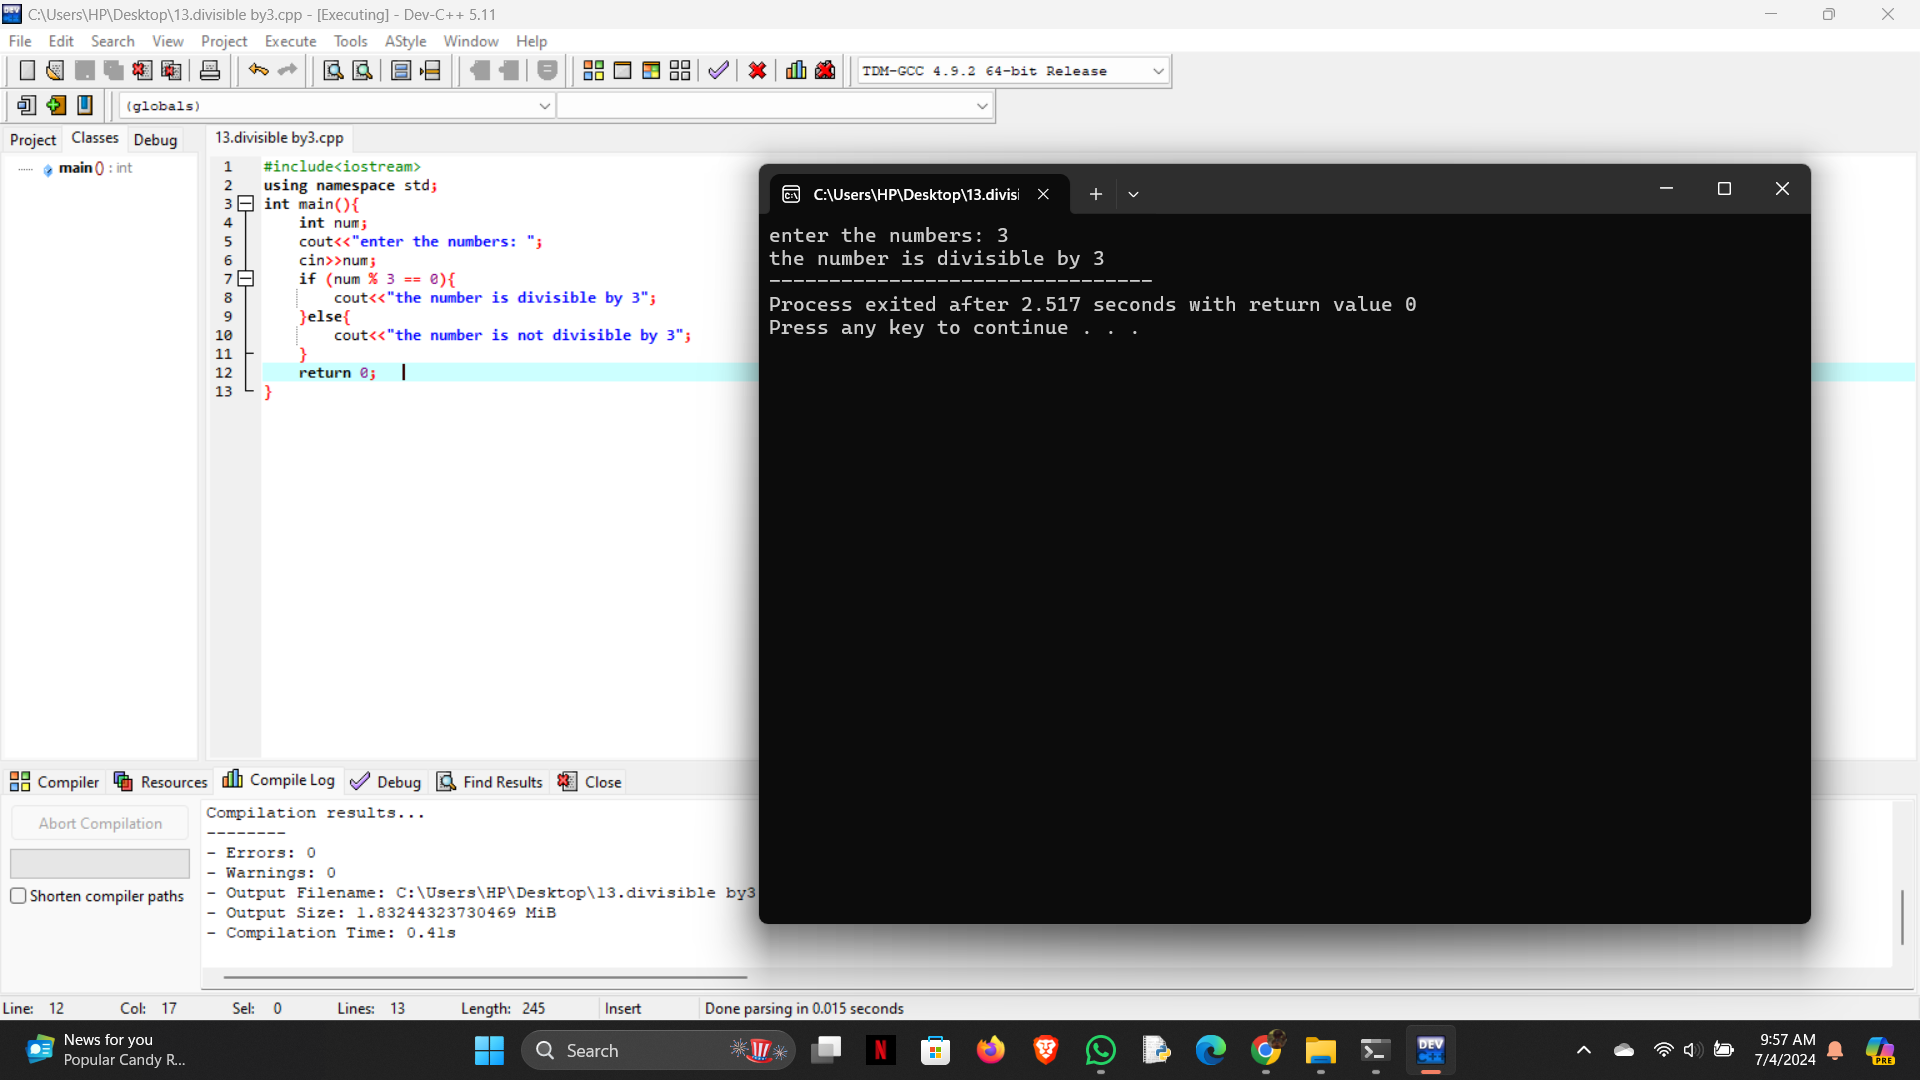 C:\Users\HP\Desktop\13.divisible by3.cpp - [Executing] - Dev-C++ 5.11
File Edit Search View Project Execute Tools AStyle Window Help
TDM-GCC 4.9.2 64-bit Release
(globals)
Project Classes Debug
13.divisible by3.cpp
main () : int
1 #include<iostream>
2 using namespace std;
3 int main(){
4 int num;
5 cout<<"enter the numbers: ";
6 cin>>num;
7 if (num % 3 == 0){
8 cout<<"the number is divisible by 3";
9 }else{
10 cout<<"the number is not divisible by 3";
11 }
12 return 0;
13 }
C:\Users\HP\Desktop\13.divisi
enter the numbers: 3
the number is divisible by 3
--------------------------------
Process exited after 2.517 seconds with return value 0
Press any key to continue . . .
Compiler Resources Compile Log Debug Find Results Close
Abort Compilation
Shorten compiler paths
Compilation results...
--------
- Errors: 0
- Warnings: 0
- Output Filename: C:\Users\HP\Desktop\13.divisible by3
- Output Size: 1.83244323730469 MiB
- Compilation Time: 0.41s
Line: 12 Col: 17 Sel: 0 Lines: 13 Length: 245 Insert Done parsing in 0.015 seconds
News for you
Popular Candy R...
Search
DEV
C++
9:57 AM
7/4/2024
PRE